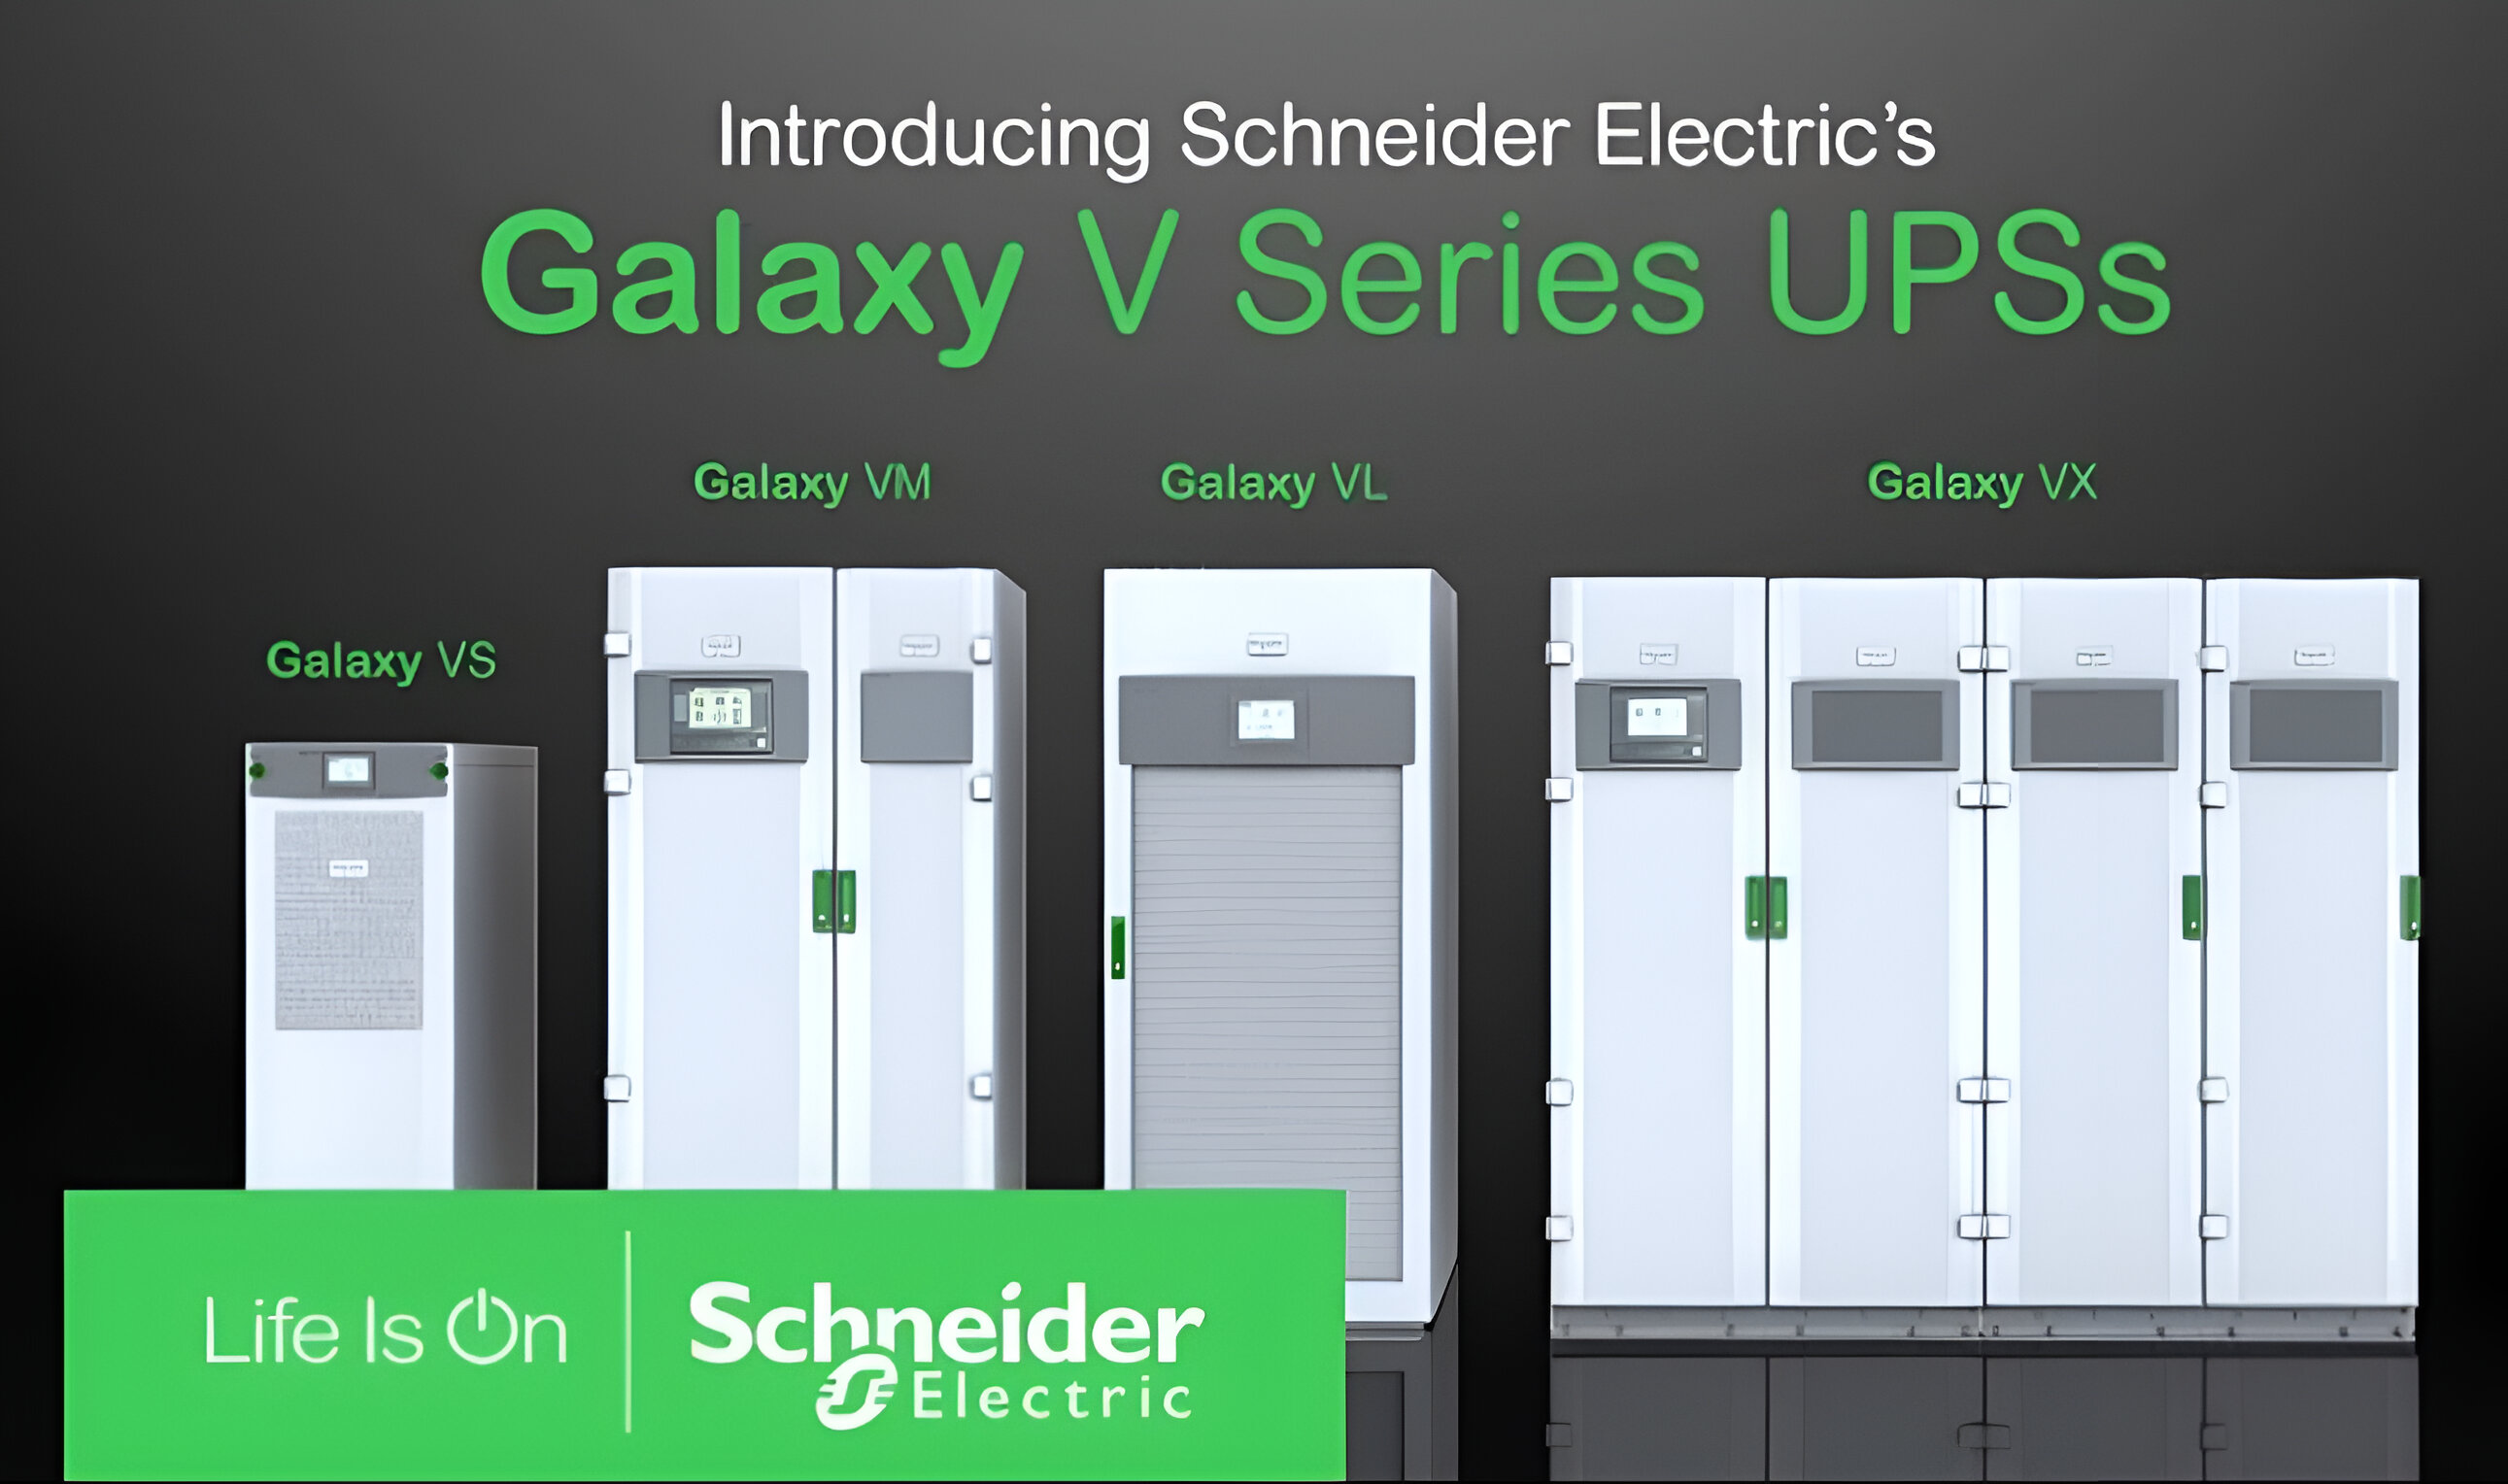 Introducing Schneider Electric’s
Galaxy V Series UPSs
Galaxy VS
Galaxy VM
Galaxy VL
Galaxy VX
Life Is On
Schneider
Electric